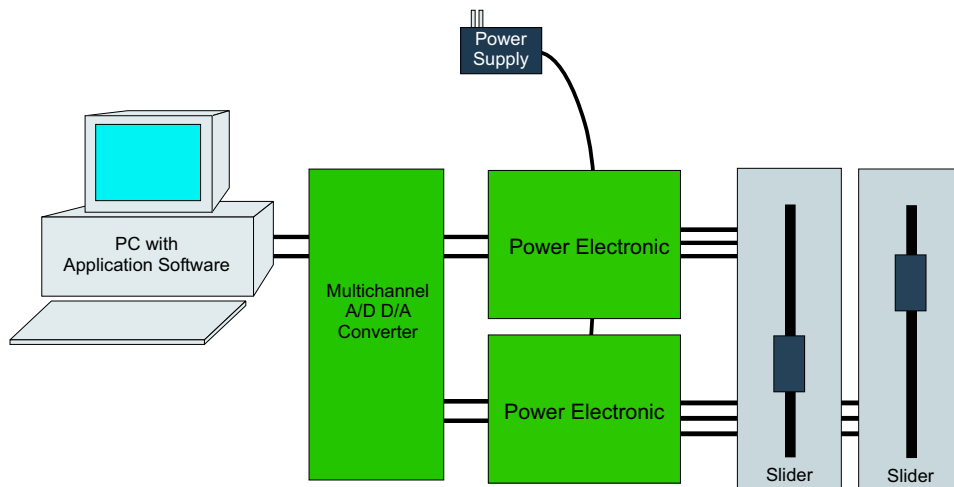 Power
Supply
PC with
Application Software
Multichannel
A/D D/A
Converter
Power Electronic
Power Electronic
Slider
Slider